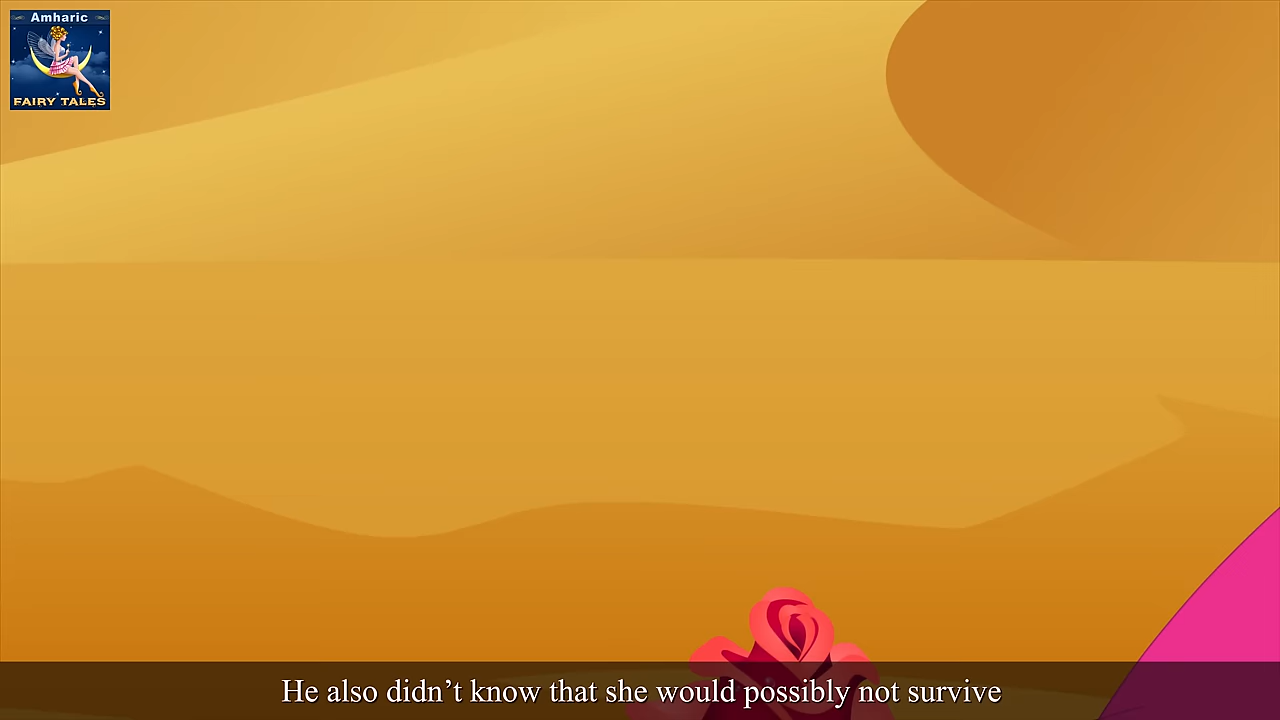 Amharic
FAIRY TALES
He also didn't know that she would possibly not survive